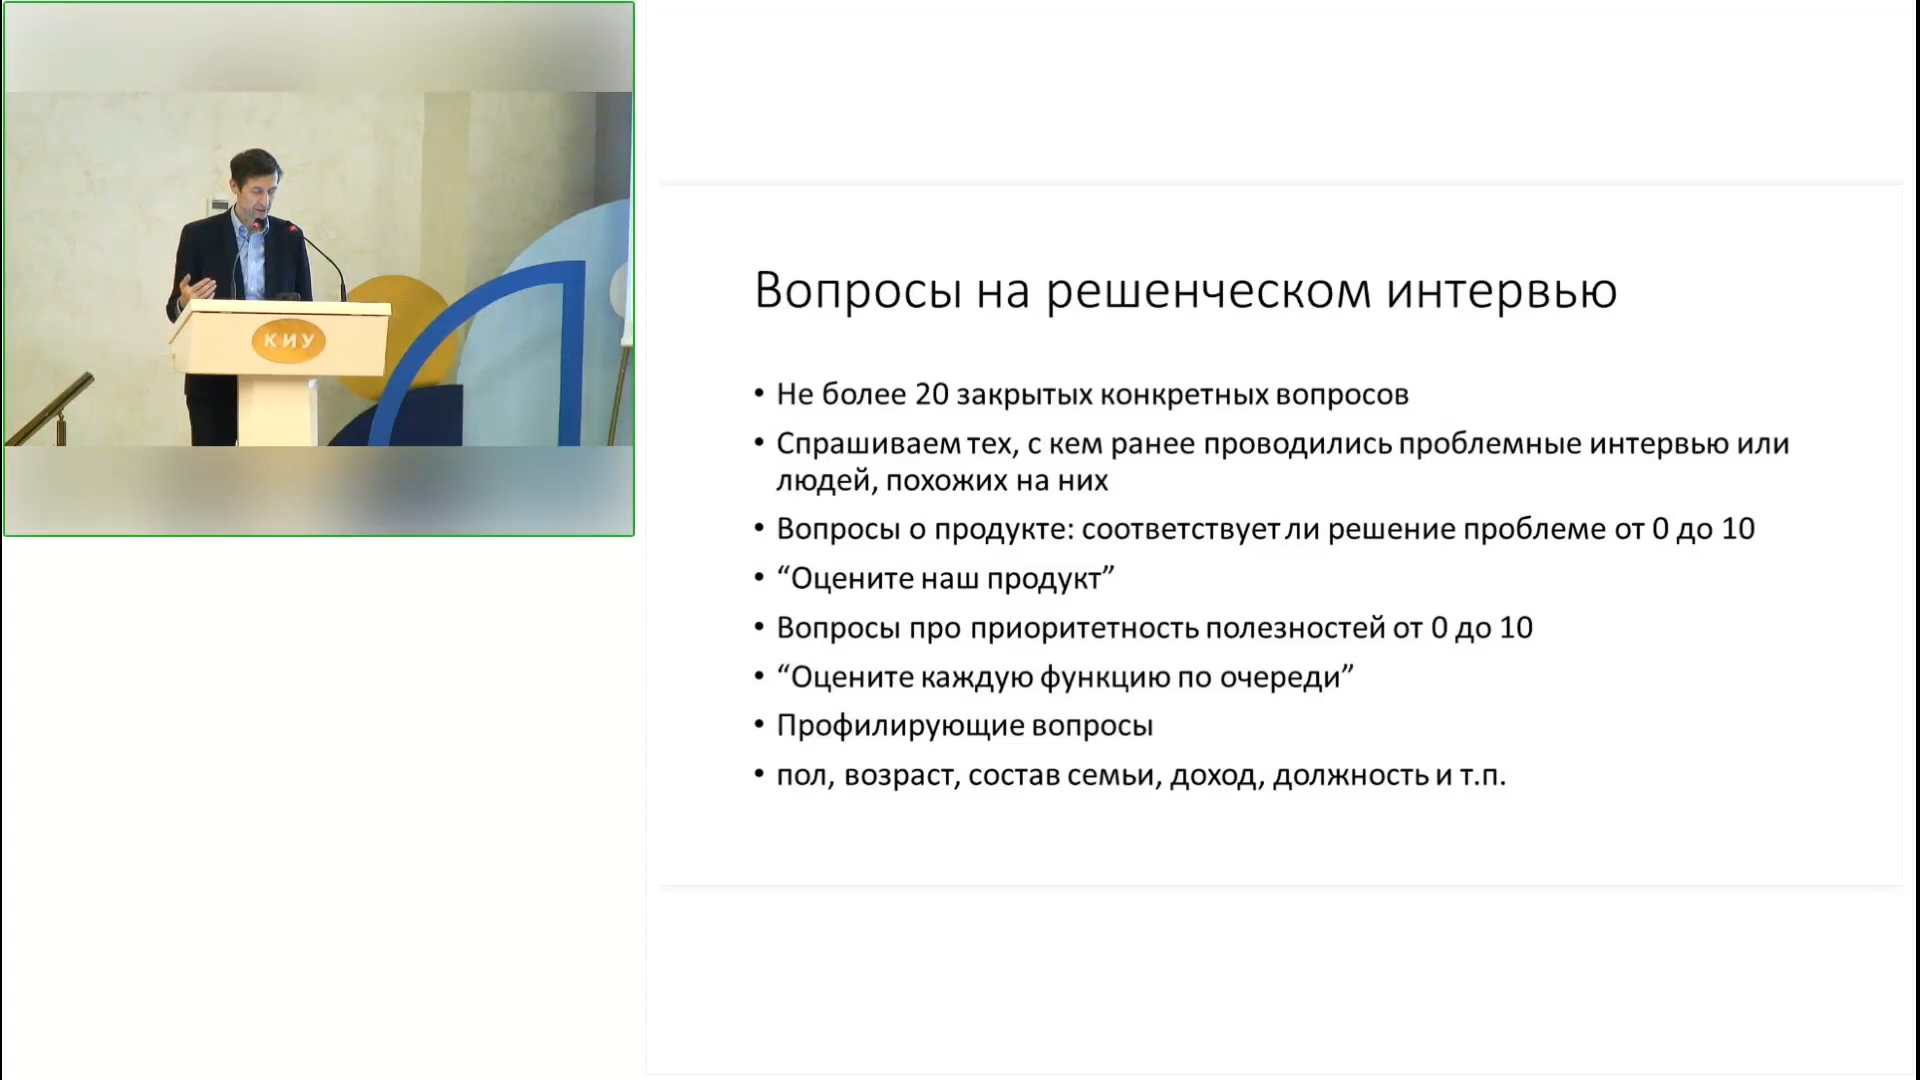 КИУ
Вопросы на решенческом интервью
• Не более 20 закрытых конкретных вопросов
• Спрашиваем тех, с кем ранее проводились проблемные интервью или
людей, похожих на них
• Вопросы о продукте: соответствует ли решение проблеме от 0 до 10
• “Оцените наш продукт”
• Вопросы про приоритетность полезностей от 0 до 10
• “Оцените каждую функцию по очереди”
• Профилирующие вопросы
• пол, возраст, состав семьи, доход, должность и т.п.